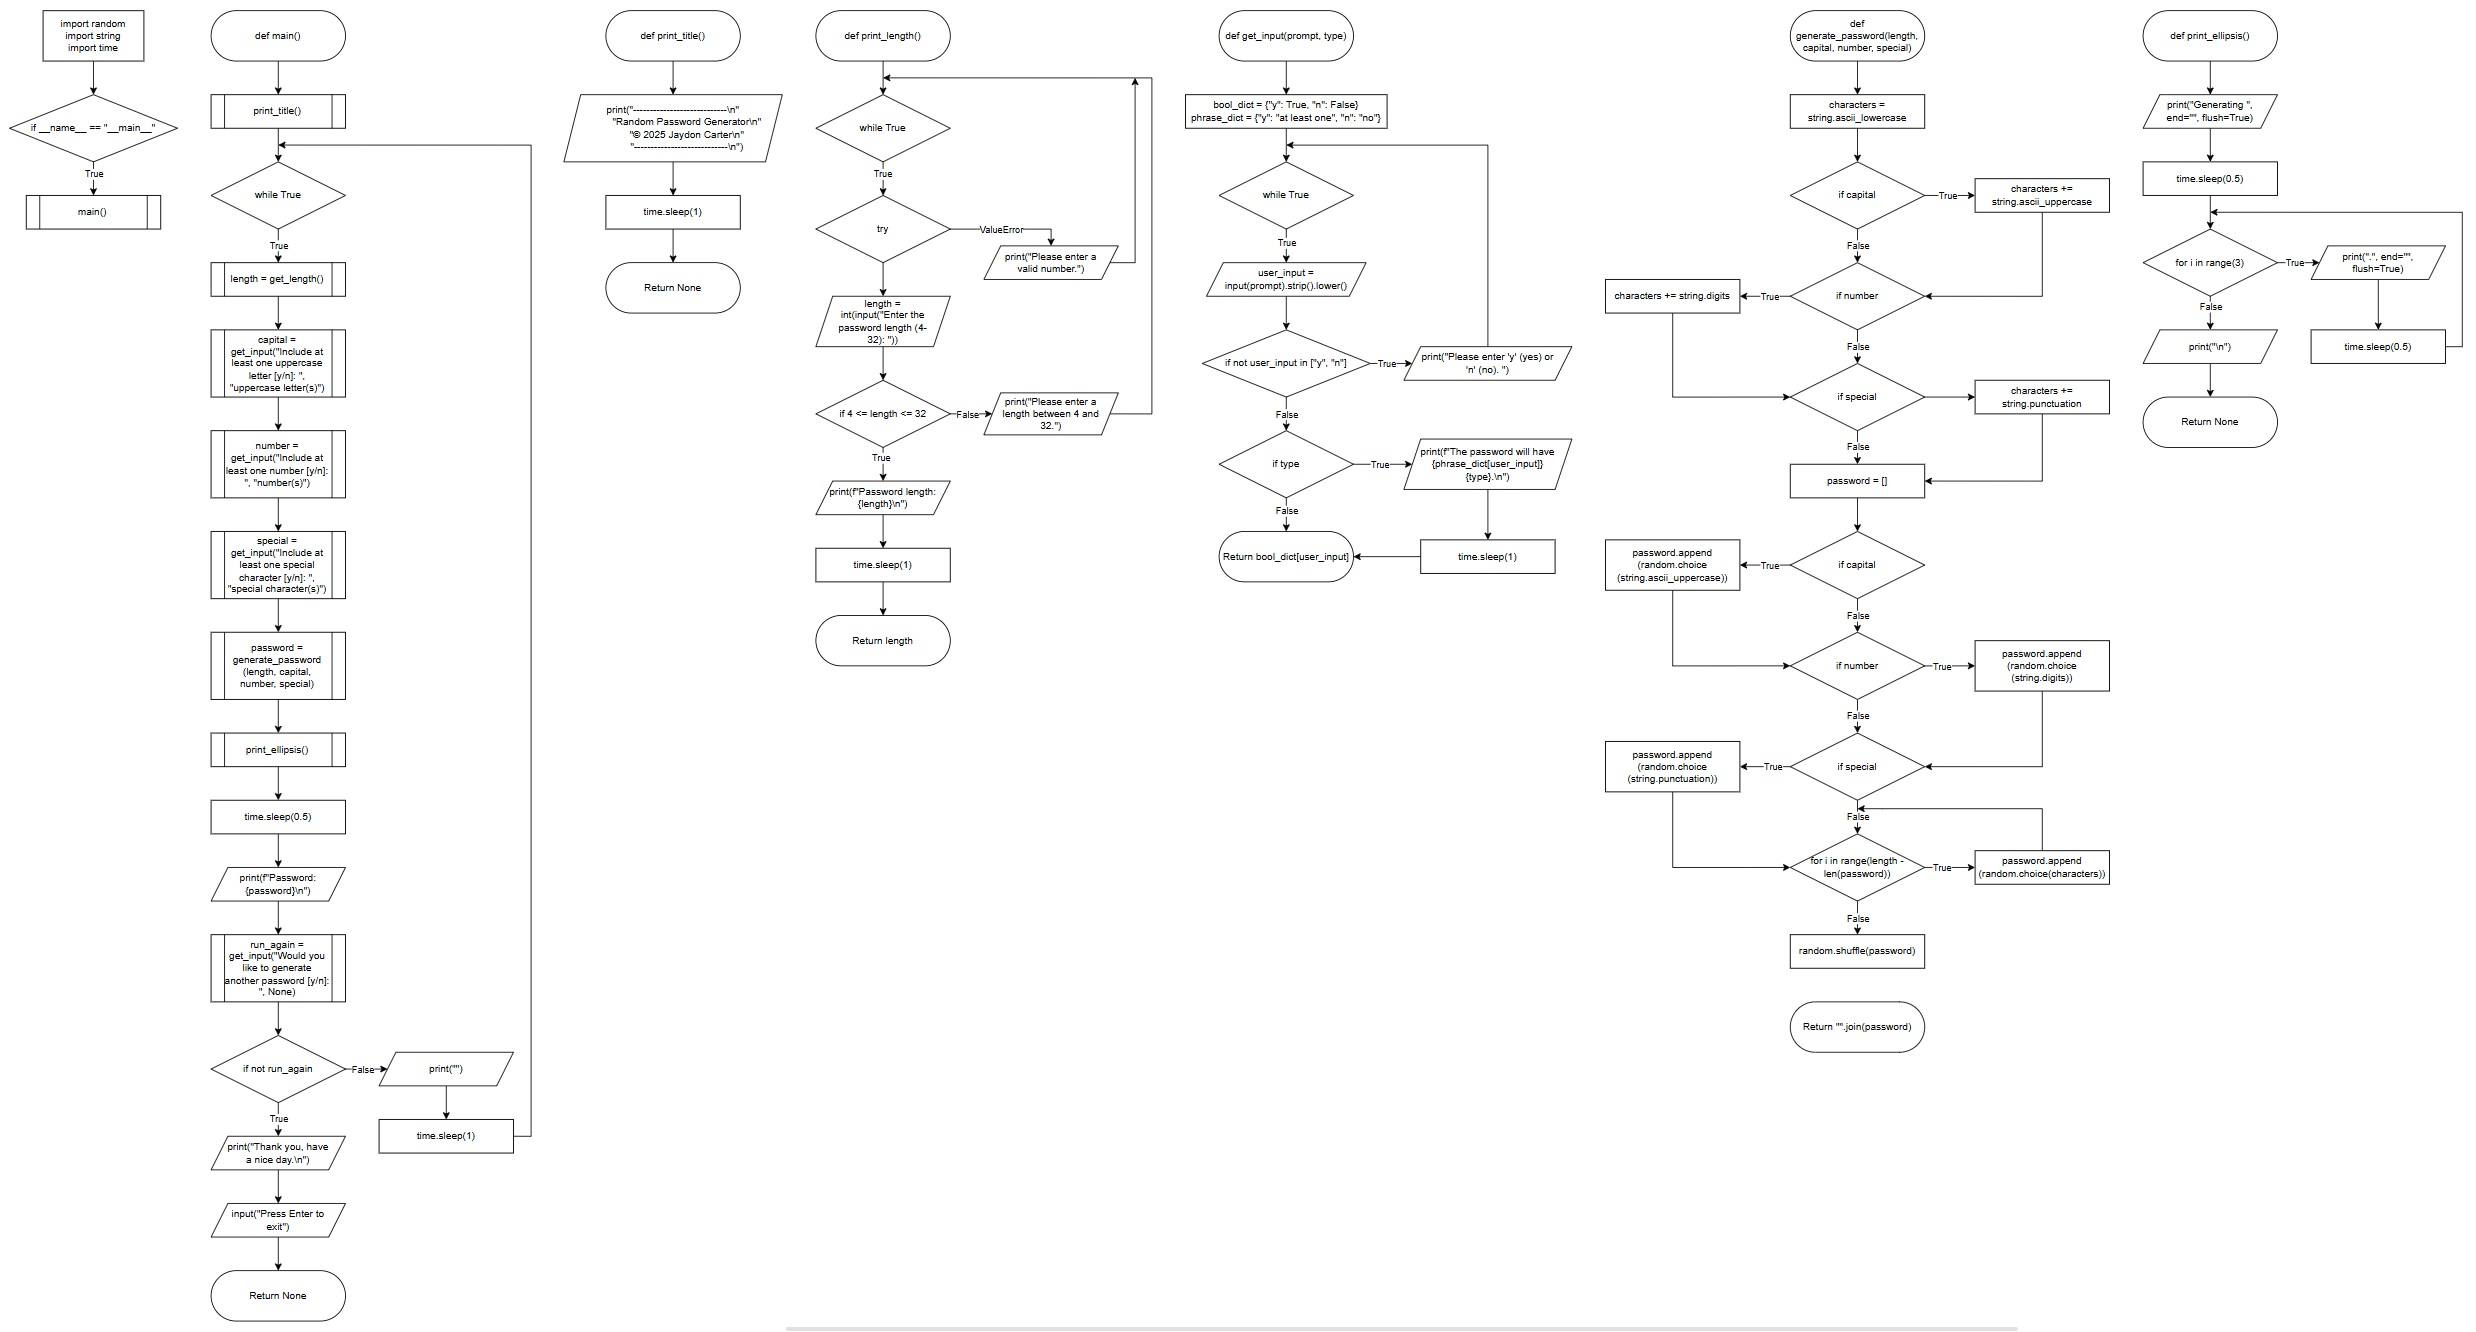 import random
import string
import time
if __name__ == "__main__"
True
main()
def main()
print_title()
while True
True
length = get_length()
capital =
get_input("Include at
least one uppercase
letter [y/n]: ",
"uppercase letter(s)")
number =
get_input("Include at
least one number [y/n]:
", "number(s)")
special =
get_input("Include at
least one special
character [y/n]: ",
"special character(s)")
password =
generate_password
(length, capital,
number, special)
print_ellipsis()
time.sleep(0.5)
print(f"Password:
{password}\n")
run_again =
get_input("Would you
like to generate
another password [y/n]:
", None)
if not run_again
False
print("")
time.sleep(1)
True
print("Thank you, have
a nice day.\n")
input("Press Enter to
exit")
Return None
def print_title()
print("----------------------------\n"
"Random Password Generator\n"
"© 2025 Jaydon Carter\n"
"----------------------------\n")
time.sleep(1)
Return None
def print_length()
while True
True
try
ValueError
print("Please enter a
valid number.")
length =
int(input("Enter the
password length (4-
32): "))
if 4 <= length <= 32
False
print("Please enter a
length between 4 and
32.")
True
print(f"Password length:
{length}\n")
time.sleep(1)
Return length
def get_input(prompt, type)
bool_dict = {"y": True, "n": False}
phrase_dict = {"y": "at least one", "n": "no"}
while True
True
user_input =
input(prompt).strip().lower()
if not user_input in ["y", "n"]
True
print("Please enter 'y' (yes) or
'n' (no). ")
False
if type
True
print(f"The password will have
{phrase_dict[user_input]}
{type}.\n")
False
Return bool_dict[user_input]
time.sleep(1)
def
generate_password(length,
capital, number, special)
characters =
string.ascii_lowercase
if capital
True
characters +=
string.ascii_uppercase
False
if number
True
characters += string.digits
False
if special
characters +=
string.punctuation
False
password = []
if capital
True
password.append
(random.choice
(string.ascii_uppercase))
False
if number
True
password.append
(random.choice
(string.digits))
False
if special
True
password.append
(random.choice
(string.punctuation))
False
for i in range(length -
len(password))
True
password.append
(random.choice(characters))
False
random.shuffle(password)
Return "".join(password)
def print_ellipsis()
print("Generating ",
end="", flush=True)
time.sleep(0.5)
for i in range(3)
True
print(".", end="",
flush=True)
time.sleep(0.5)
False
print("\n")
Return None